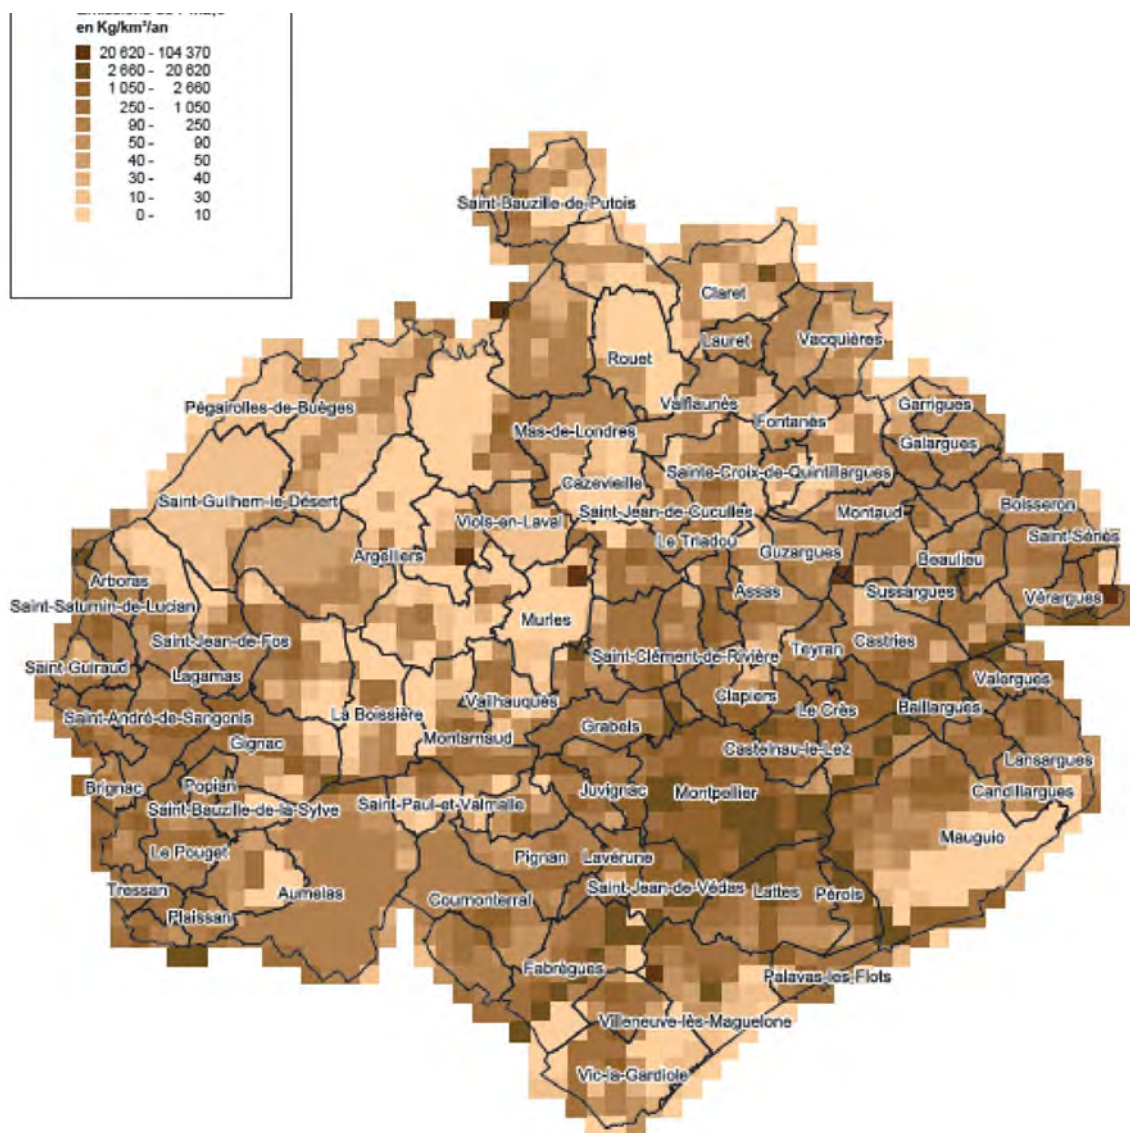 en Kg/km²/an
20 620 - 104 370
2 660 - 20 620
1 050 - 2 660
250 - 1 050
90 - 250
50 - 90
40 - 50
30 - 40
10 - 30
0 - 10
Saint-Bauzille-de-Putois
Claret
Lauret
Vacquières
Rouet
Pégairolles-de-Buèges
Valflaunès
Garrigues
Fontanès
Mas-de-Londres
Galargues
Sainte-Croix-de-Quintillargues
Cazevieille
Saint-Guilhem-le-Désert
Boisseron
Saint-Jean-de-Cuculles
Montaud
Viols-en-Laval
Saint-Sériès
Le Triadou
Argelliers
Guzargues
Beaulieu
Arboras
Assas
Sussargues
Vérargues
Saint-Saturnin-de-Lucian
Murles
Saint-Jean-de-Fos
Castries
Teyran
Saint-Clément-de-Rivière
Saint-Guiraud
Lagamas
Valergues
Clapiers
Vailhauquès
Le Crès
Baillargues
La Boissière
Saint-André-de-Sangonis
Grabels
Montarnaud
Gignac
Castelnau-le-Lez
Lansargues
Popian
Brignac
Juvignac
Montpellier
Candillargues
Saint-Paul-et-Valmalle
Saint-Bauzille-de-la-Sylve
Mauguio
Le Pouget
Pignan
Lavérune
Saint-Jean-de-Védas
Tressan
Aumelas
Lattes
Pérols
Cournonterral
Plaissan
Fabrègues
Palavas-les-Flots
Villeneuve-lès-Maguelone
Vic-la-Gardiole